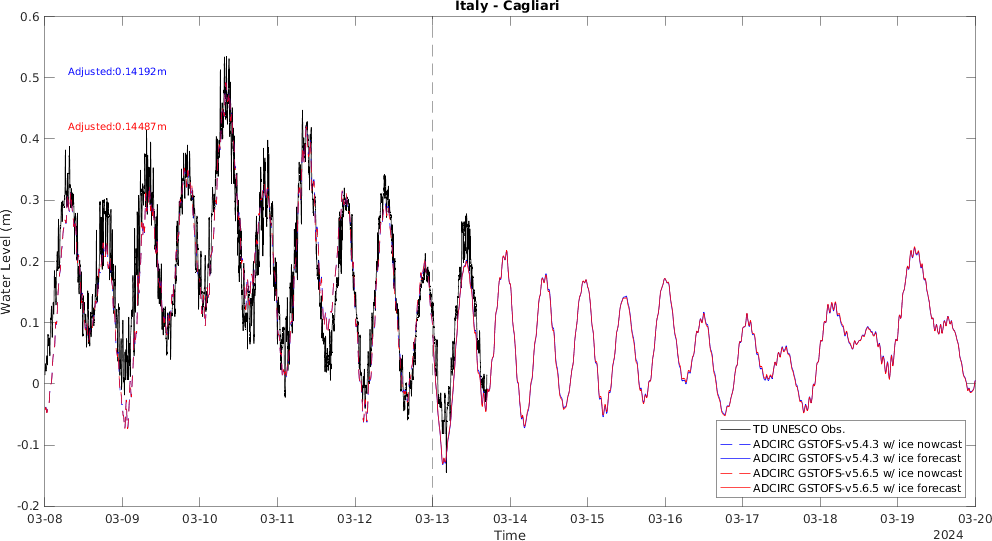 Italy - Cagliari
0.6
0.5
0.4
0.3
0.2
0.1
0
-0.1
-0.2
Water Level (m)
Adjusted:0.14192m
Adjusted:0.14487m
TD UNESCO Obs.
ADCIRC GSTOFS-v5.4.3 w/ ice nowcast
ADCIRC GSTOFS-v5.4.3 w/ ice forecast
ADCIRC GSTOFS-v5.6.5 w/ ice nowcast
ADCIRC GSTOFS-v5.6.5 w/ ice forecast
03-08 03-09 03-10 03-11 03-12 03-13 03-14 03-15 03-16 03-17 03-18 03-19 03-20
Time
2024